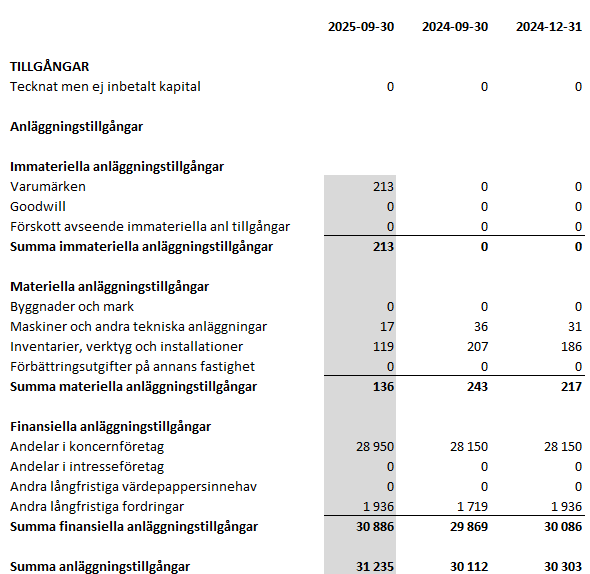 2025-09-30 2024-09-30 2024-12-31
TILLGÅNGAR
Tecknat men ej inbetalt kapital 0 0 0
Anläggningstillgångar
Immateriella anläggningstillgångar
Varumärken 213 0 0
Goodwill 0 0 0
Förskott avseende immateriella anl tillgångar 0 0 0
Summa immateriella anläggningstillgångar 213 0 0
Materiella anläggningstillgångar
Byggnader och mark 0 0 0
Maskiner och andra tekniska anläggningar 17 36 31
Inventarier, verktyg och installationer 119 207 186
Förbättringsutgifter på annans fastighet 0 0 0
Summa materiella anläggningstillgångar 136 243 217
Finansiella anläggningstillgångar
Andelar i koncernföretag 28 950 28 150 28 150
Andelar i intresseföretag 0 0 0
Andra långfristiga värdepappersinnehav 0 0 0
Andra långfristiga fordringar 1 936 1 719 1 936
Summa finansiella anläggningstillgångar 30 886 29 869 30 086
Summa anläggningstillgångar 31 235 30 112 30 303